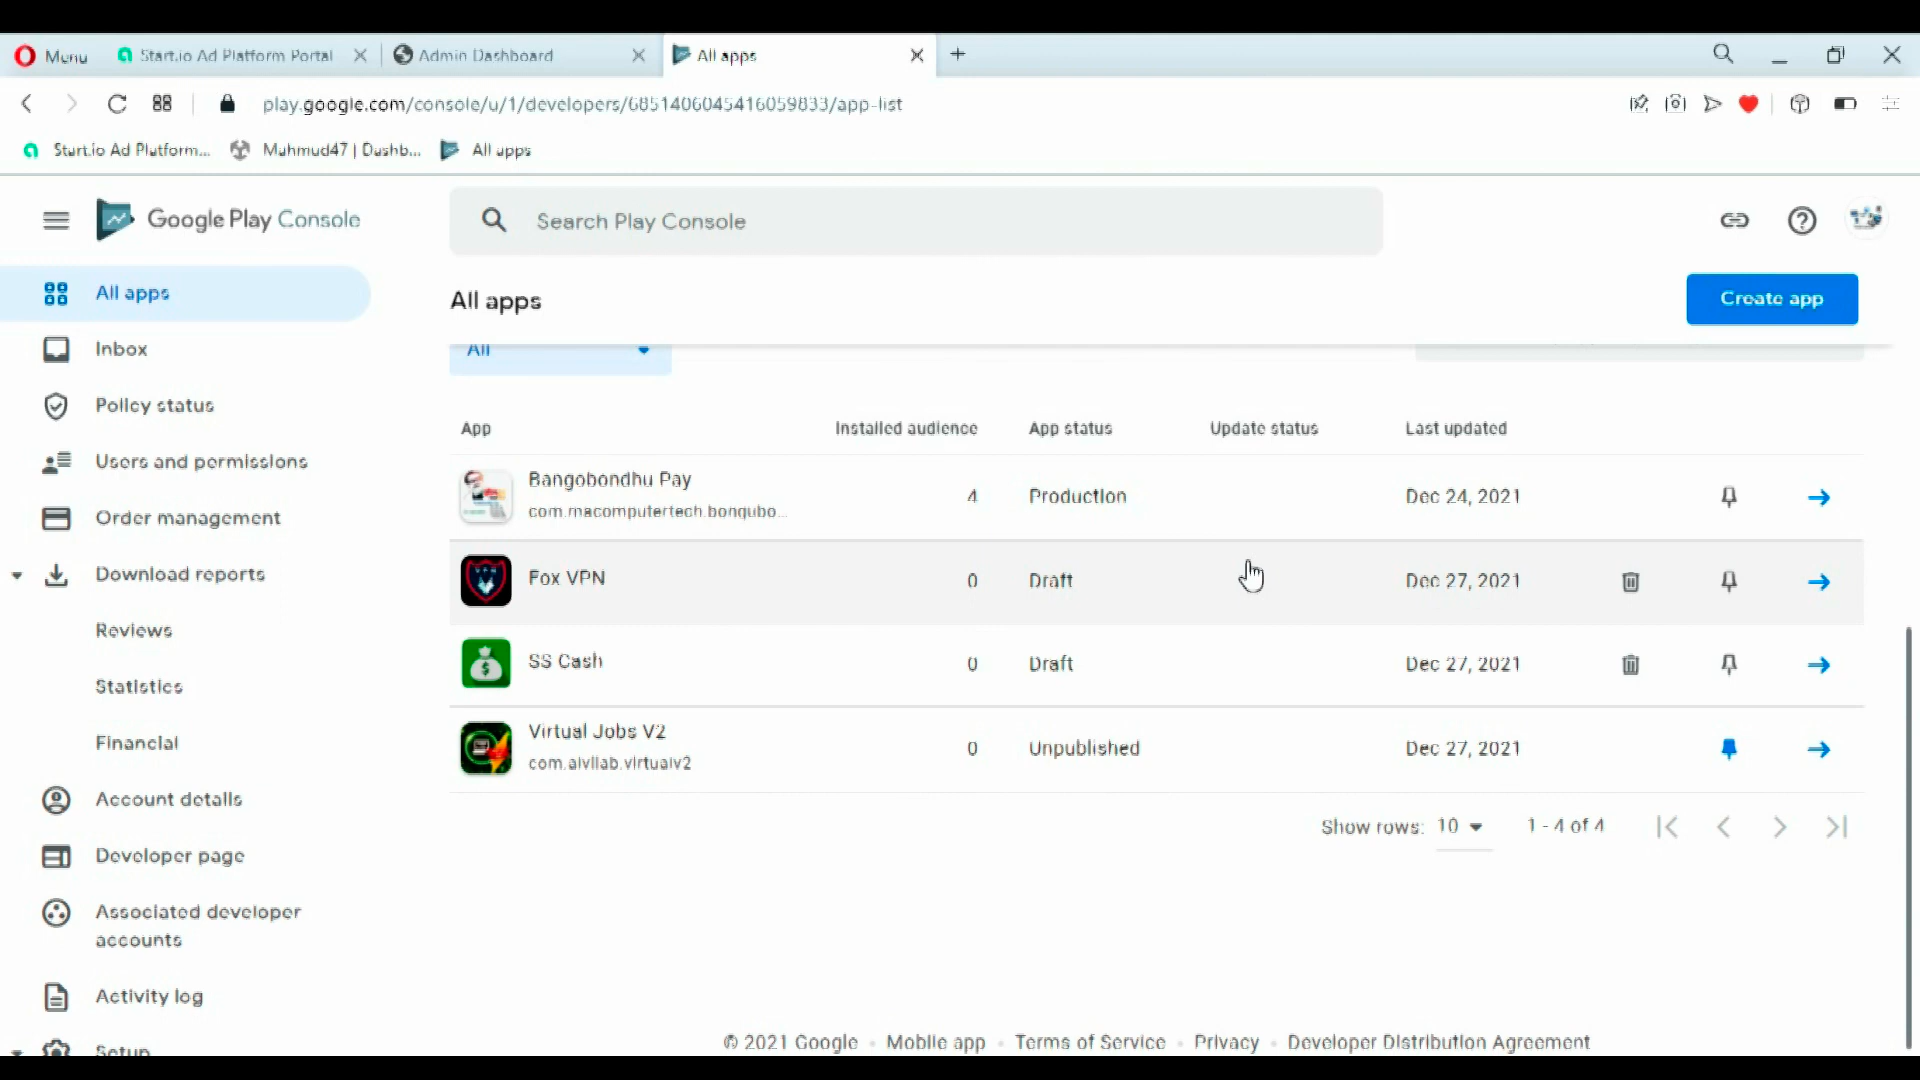 Menu
Start.io Ad Platform Portal
Admin Dashboard
All apps
play.google.com/console/u/1/developers/6851406045416059833/app-list
Start.io Ad Platform...
Mahmud47 | Dashb...
All apps
Google Play Console
Search Play Console
All apps
Create app
All apps
Inbox
Policy status
Users and permissions
Order management
Download reports
Reviews
Statistics
Financial
Account details
Developer page
Associated developer
accounts
Activity log
Setup
All
App Installed audience App status Update status Last updated
Bangobondhu Pay
com.macomputertech.bongubo...
4 Production Dec 24, 2021
Fox VPN 0 Draft Dec 27, 2021
SS Cash 0 Draft Dec 27, 2021
Virtual Jobs V2
com.alvllab.virtualv2
0 Unpublished Dec 27, 2021
Show rows: 10 1 - 4 of 4
© 2021 Google · Mobile app · Terms of Service · Privacy · Developer Distribution Agreement